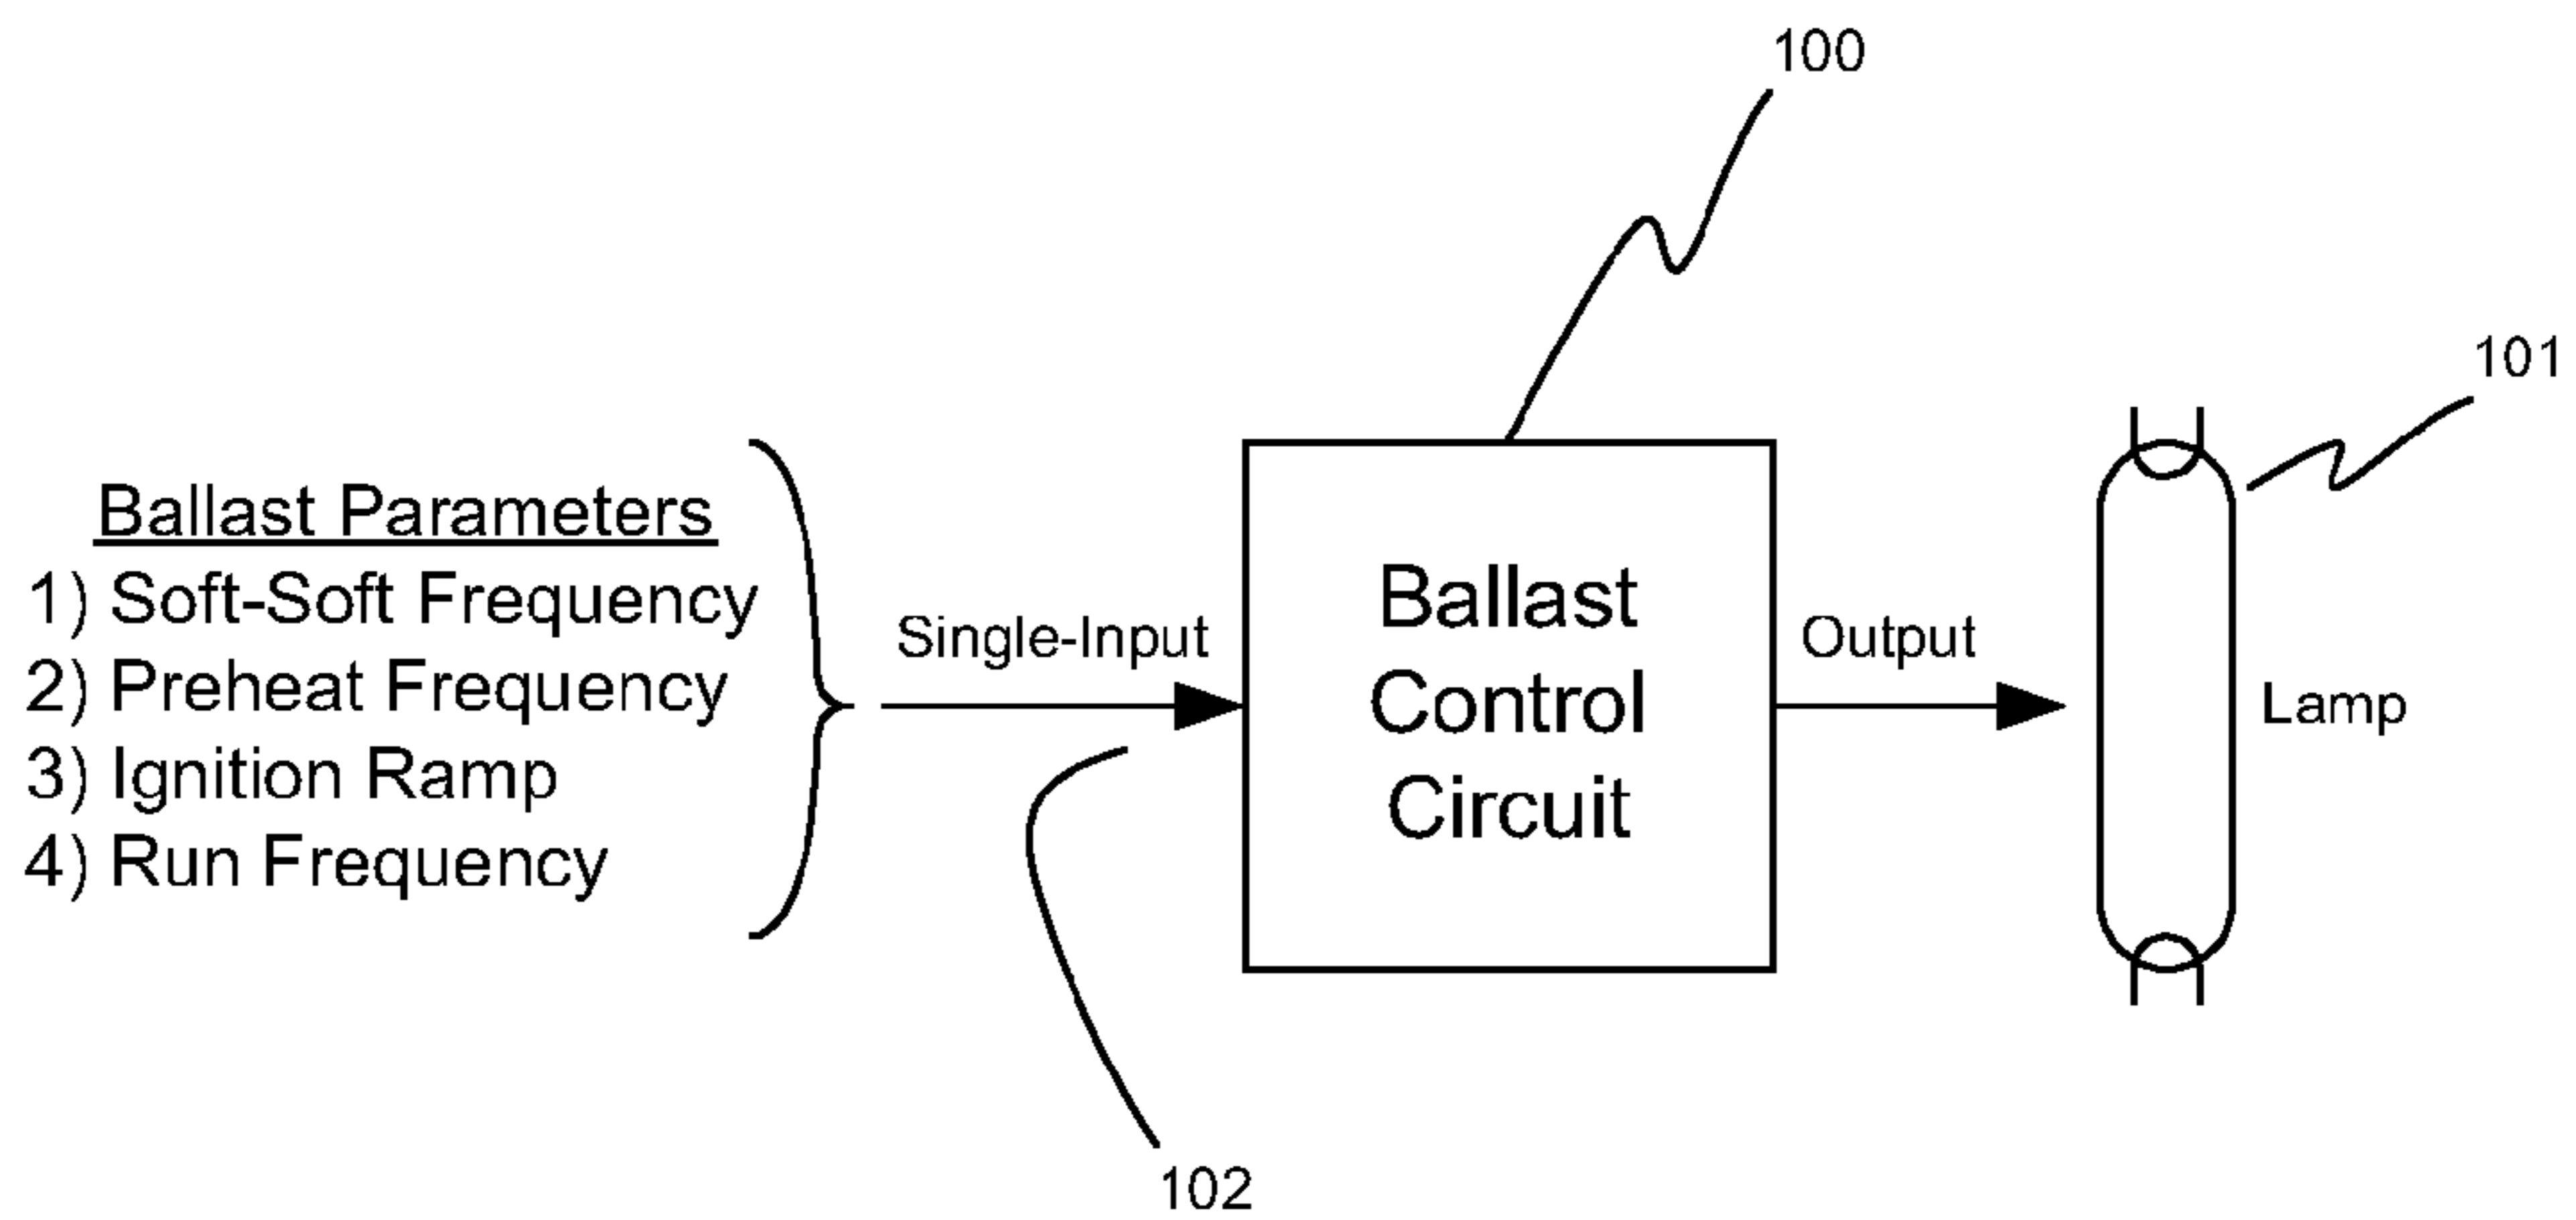 100
101
Ballast Parameters
1) Soft-Soft Frequency
2) Preheat Frequency
3) Ignition Ramp
4) Run Frequency
Single-Input
Ballast
Control
Circuit
Output
Lamp
102